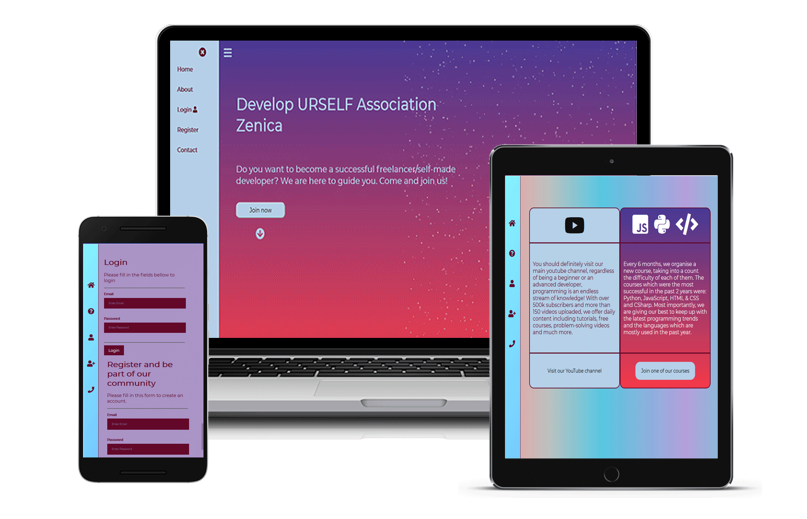 Home
About
Login
Register
Contact
Develop URSELF Association
Zenica
Do you want to become a successful freelancer/self-made
developer? We are here to guide you. Come and join us!
Join now
Login
Please fill in the fields bellow to
login
Email
Enter Email
Password
Enter Password
Login
Register and be
part of our
community
Please fill in this form to create an
account.
Email
Enter Email
Password
Enter Password
JS
You should definitely visit our
main youtube channel, regardless
of being a beginner or an
advanced developer,
programming is an endless
stream of knowledge! With over
500k subscribers and more than
150 videos uploaded, we offer daily
content including tutorials, free
courses, problem-solving videos
and much more.
Visit our YouTube channel
Every 6 months, we organise a
new course, taking into a count
the difficulty of each of them. The
courses which were the most
successful in the past 2 years were:
Python, JavaScript, HTML & CSS
and CSharp. Most importantly, we
are giving our best to keep up with
the latest programming trends
and the languages which are
mostly used in the past year.
Join one of our courses